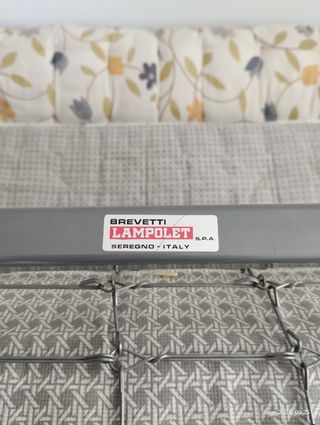 BREVETTI
LAMPOLET S.P.A.
SEREGNO - ITALY